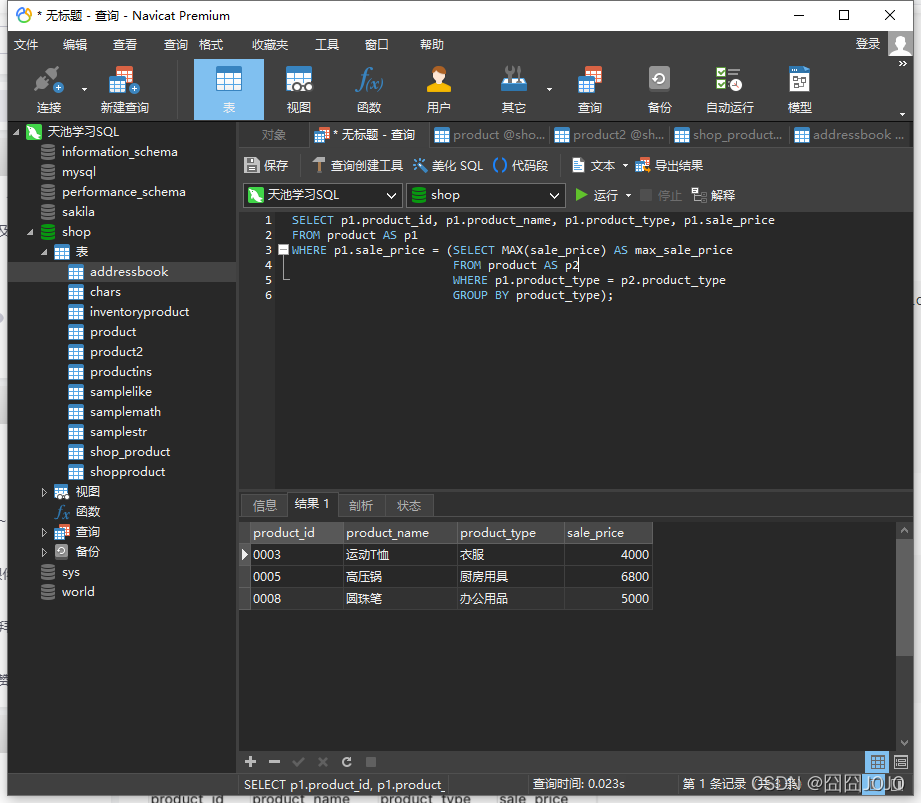 * 无标题 - 查询 - Navicat Premium
文件 编辑 查看 查询 格式 收藏夹 工具 窗口 帮助 登录
连接 新建查询 表 视图 函数 用户 其它 查询 备份 自动运行 模型
天池学习SQL
information_schema
mysql
performance_schema
sakila
shop
表
addressbook
chars
inventoryproduct
product
product2
productins
samplelike
samplemath
samplestr
shop_product
shopproduct
视图
函数
查询
备份
sys
world
对象 * 无标题 - 查询 product @sho... product2 @sh... shop_product... addressbook ...
保存 查询创建工具 美化 SQL 代码段 文本 导出结果
天池学习SQL shop 运行 停止 解释
1 SELECT p1.product_id, p1.product_name, p1.product_type, p1.sale_price
2 FROM product AS p1
3 WHERE p1.sale_price = (SELECT MAX(sale_price) AS max_sale_price
4 FROM product AS p2
5 WHERE p1.product_type = p2.product_type
6 GROUP BY product_type);
信息 结果 1 剖析 状态
product_id product_name product_type sale_price
0003 运动T恤 衣服 4000
0005 高压锅 厨房用具 6800
0008 圆珠笔 办公用品 5000
SELECT p1.product_id, p1.product_ 查询时间: 0.023s 第 1 条记录
CSDN @囧囧JOJO
product_id product_name product_type sale_price